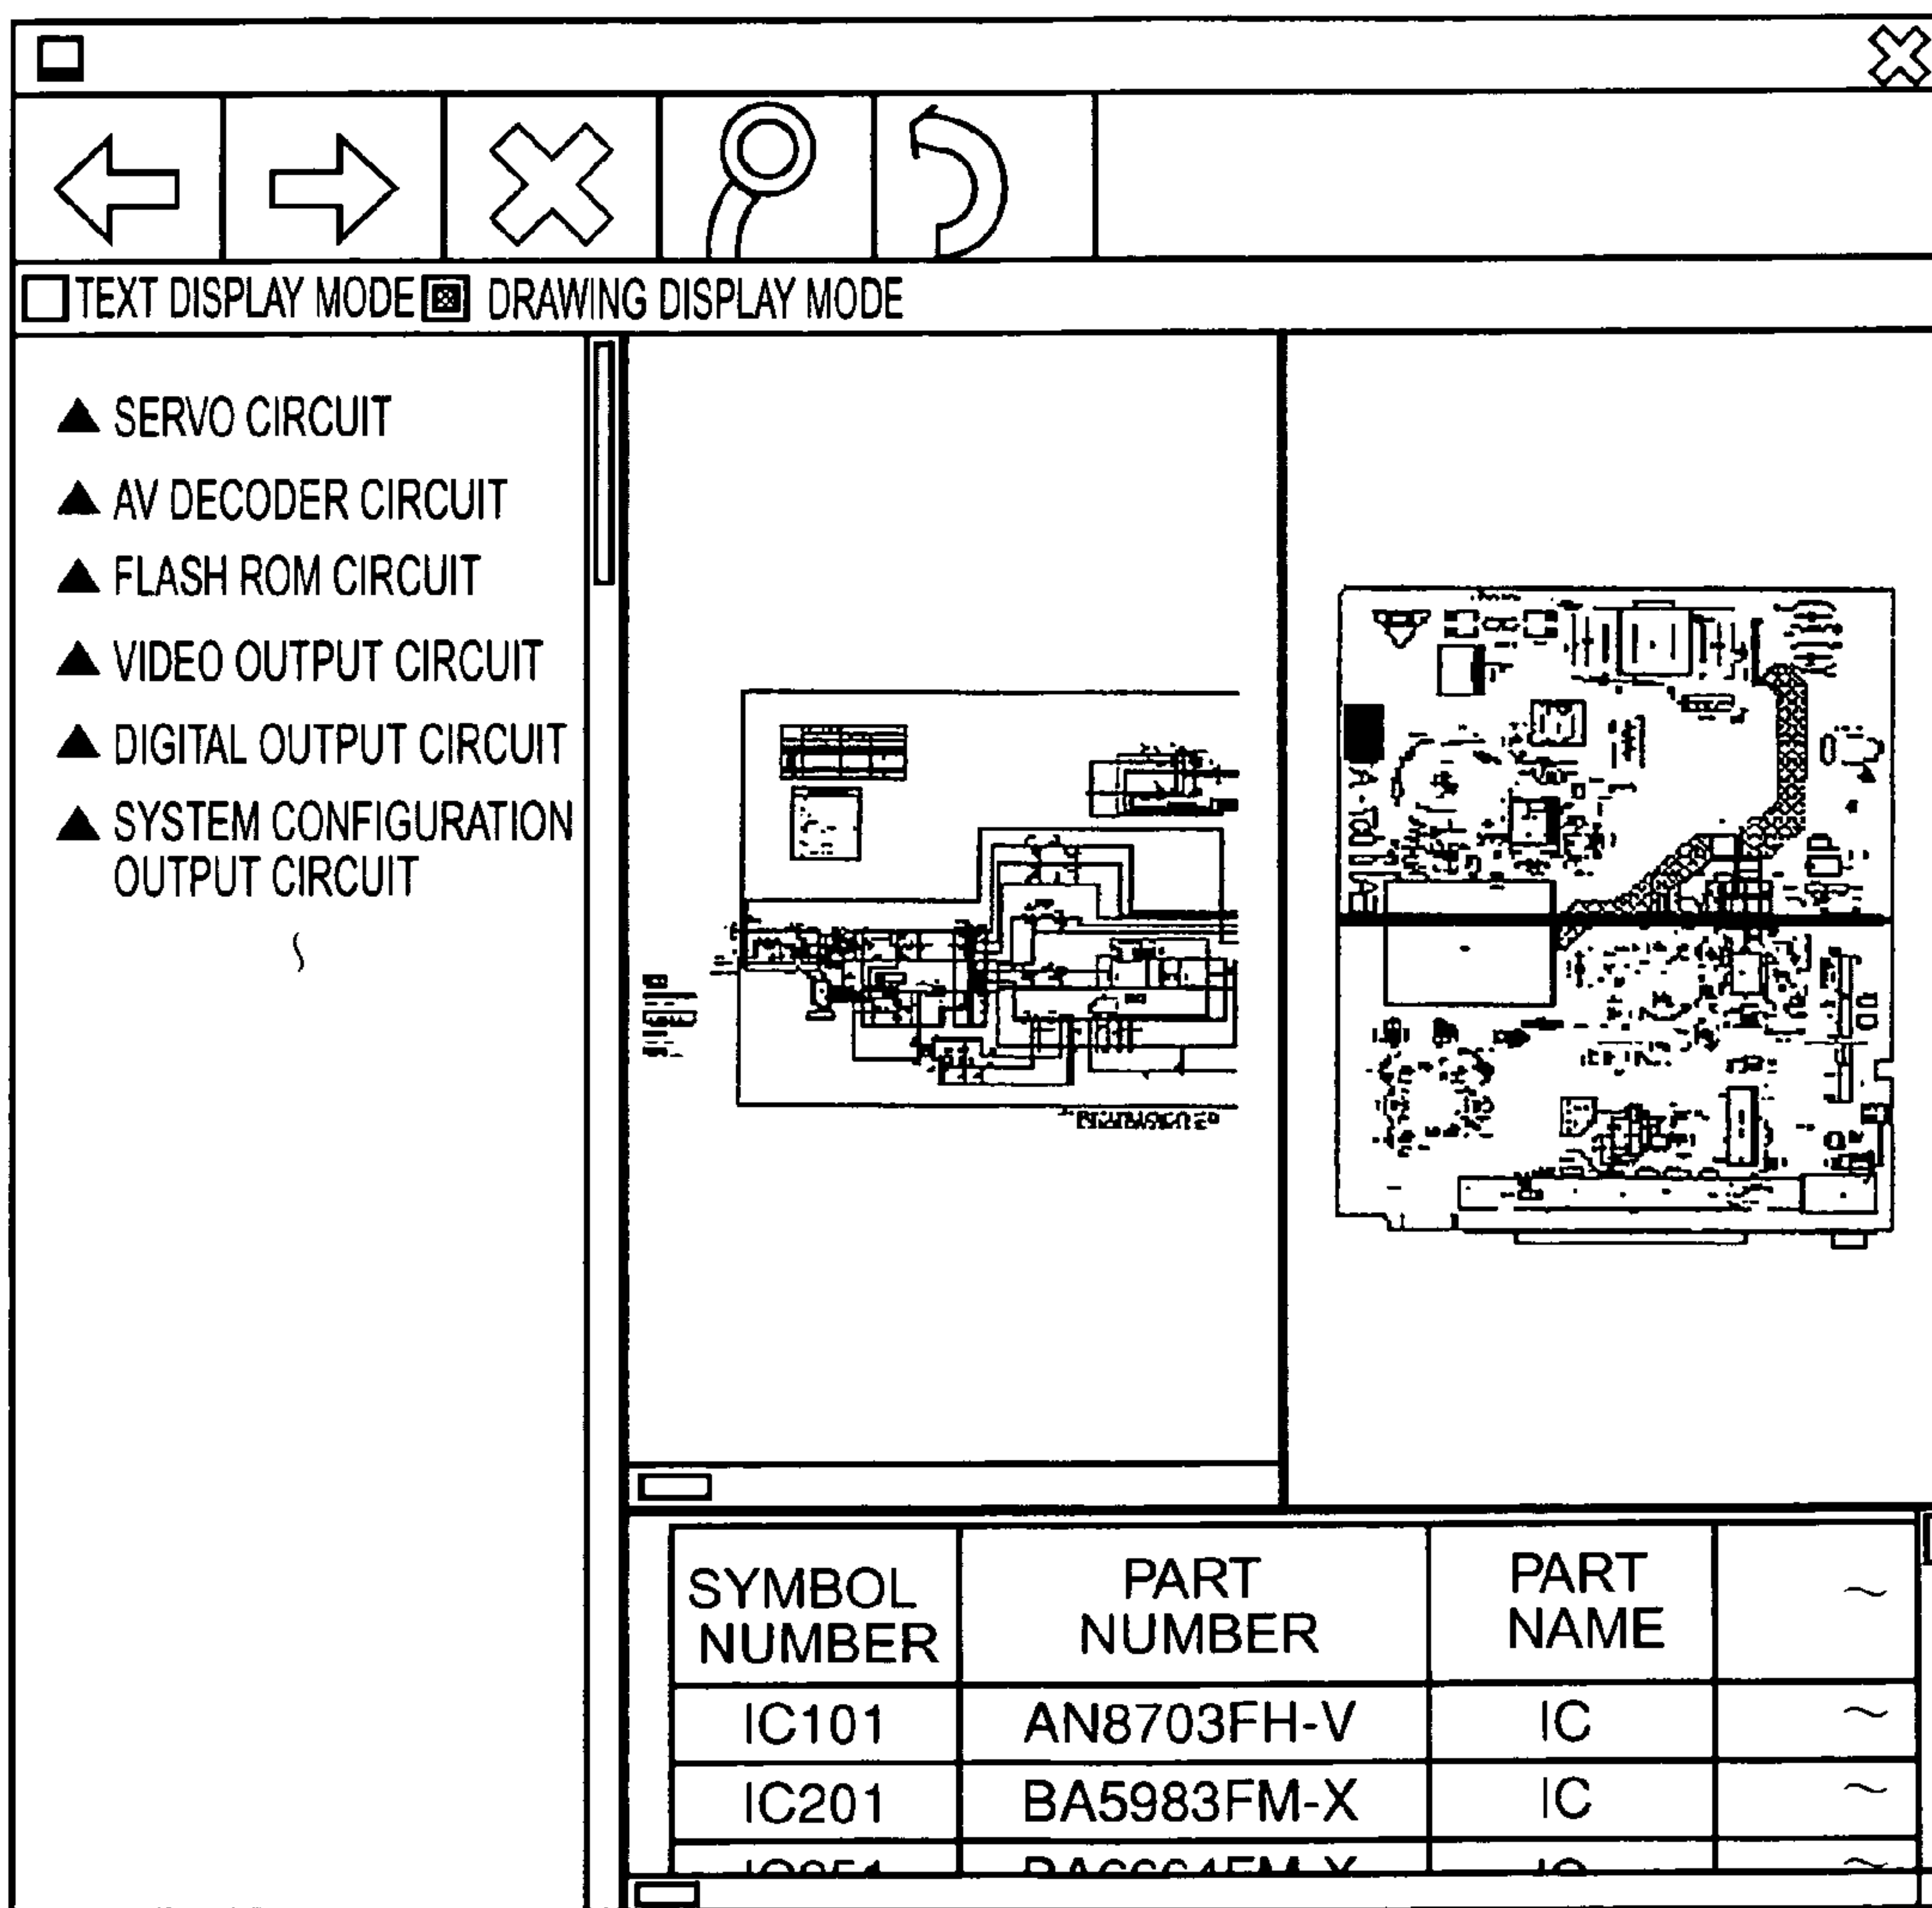 TEXT DISPLAY MODE DRAWING DISPLAY MODE
SERVO CIRCUIT
AV DECODER CIRCUIT
FLASH ROM CIRCUIT
VIDEO OUTPUT CIRCUIT
DIGITAL OUTPUT CIRCUIT
SYSTEM CONFIGURATION
OUTPUT CIRCUIT
SYMBOL NUMBER PART NUMBER PART NAME
IC101 AN8703FH-V IC
IC201 BA5983FM-X IC